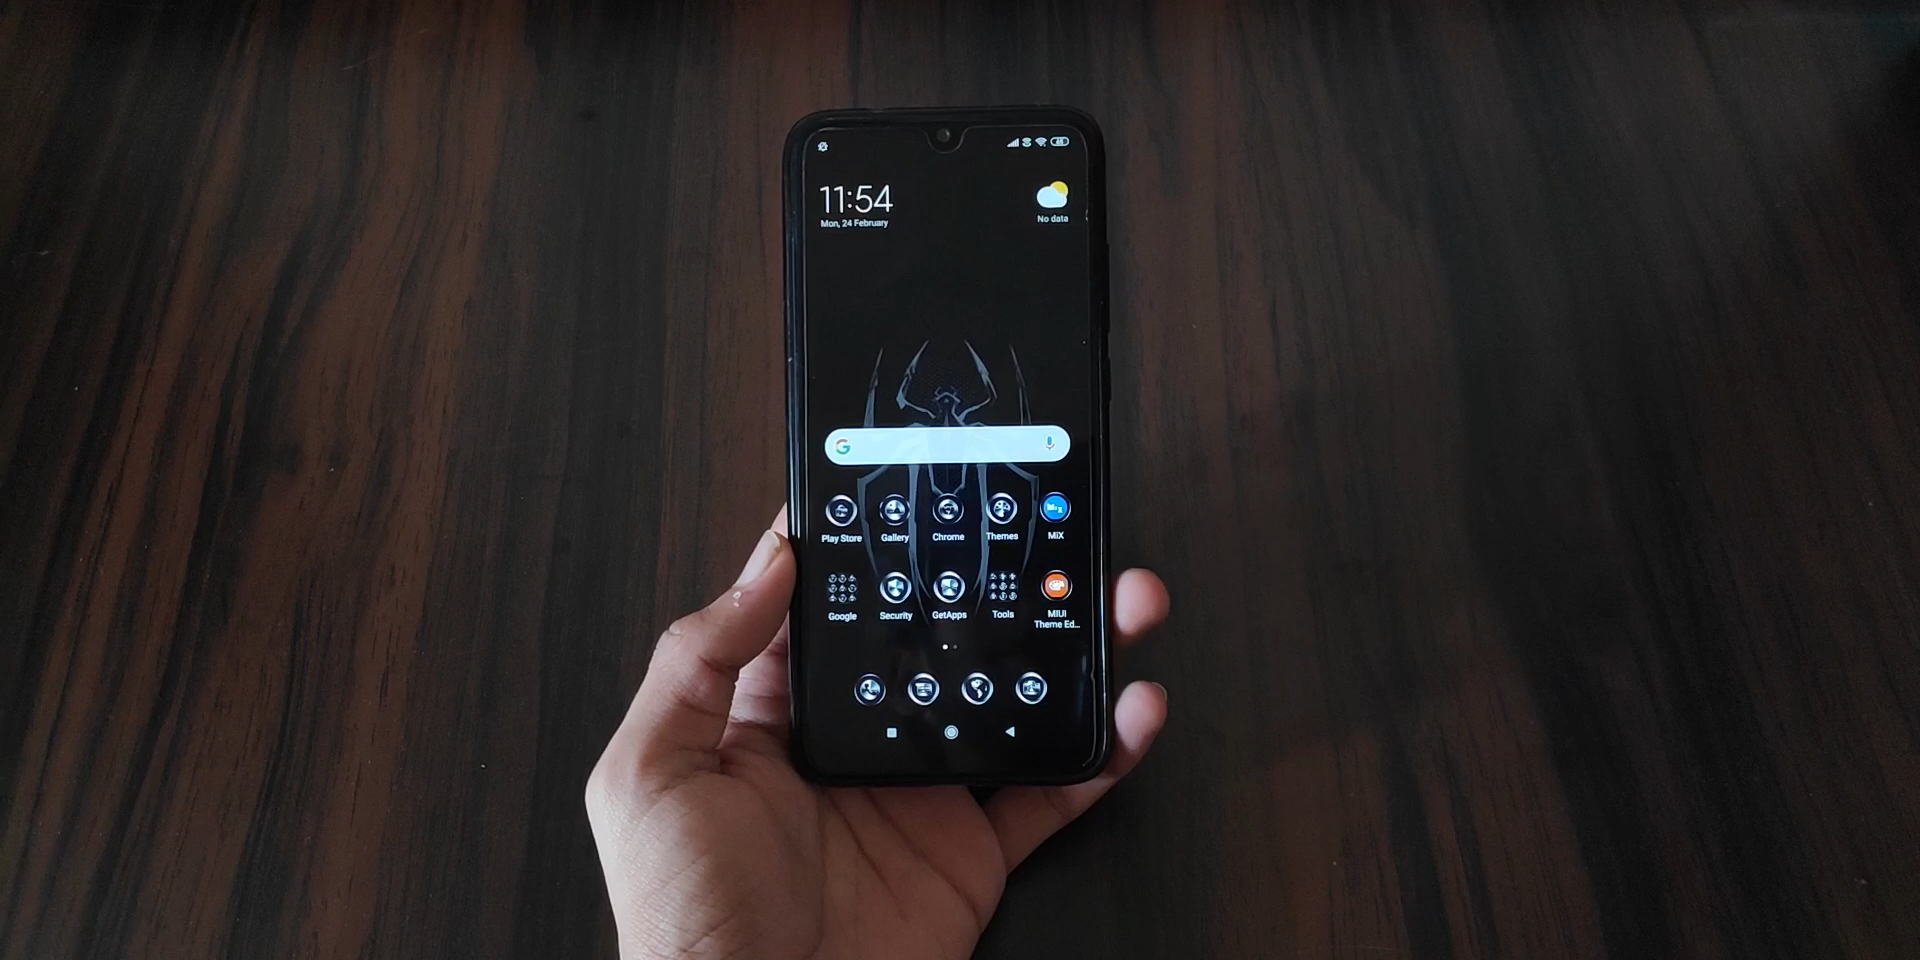 11:54
Mon, 24 February
No data
Play Store
Gallery
Chrome
Themes
MiX
Google
Security
GetApps
Tools
MIUI
Theme Ed...